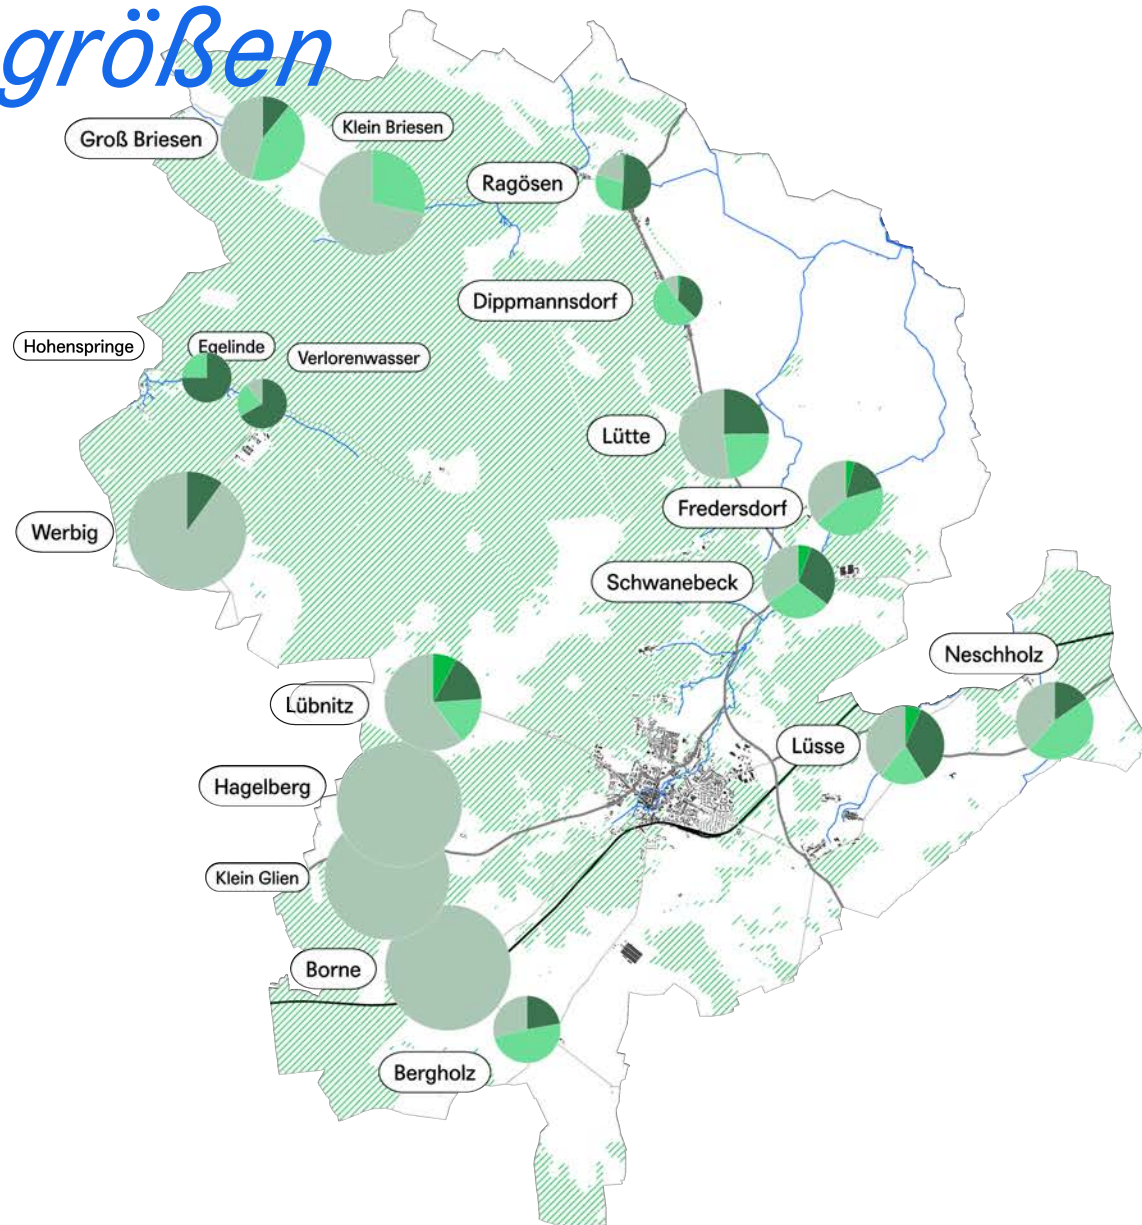 größen
Groß Briesen
Klein Briesen
Ragösen
Dippmannsdorf
Hohenspringe
Egelinde
Verlorenwasser
Lütte
Fredersdorf
Werbig
Schwanebeck
Neschholz
Lübnitz
Lüsse
Hagelberg
Klein Glien
Borne
Bergholz